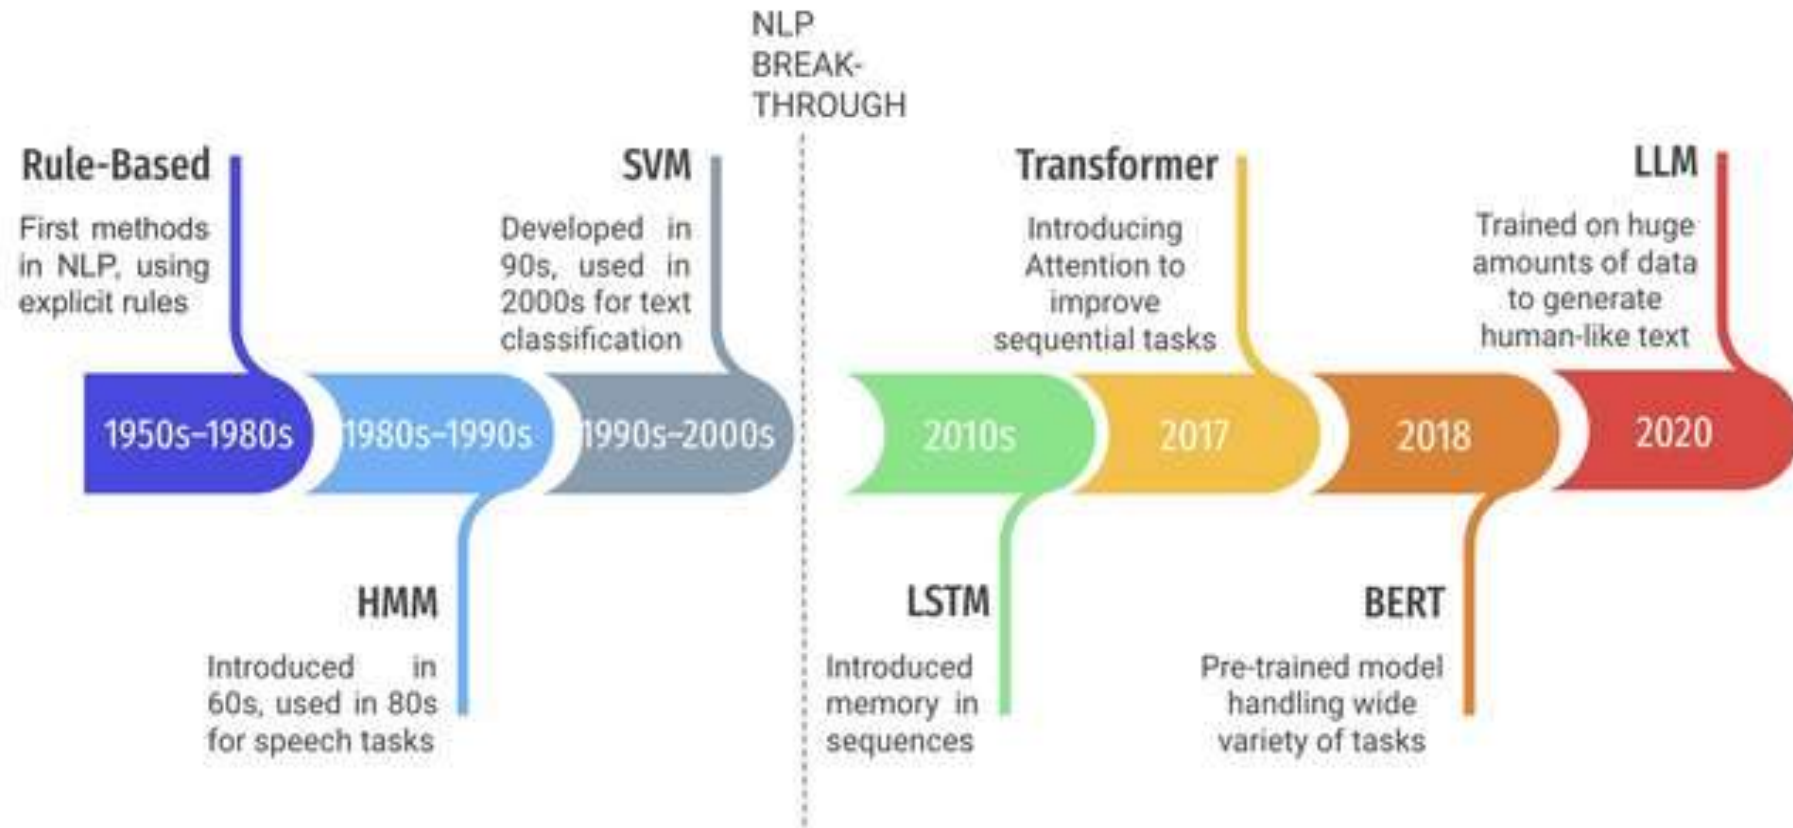 NLP
BREAK-
THROUGH
Rule-Based
First methods
in NLP, using
explicit rules
SVM
Developed in
90s, used in
2000s for text
classification
Transformer
Introducing
Attention to
improve
sequential tasks
LLM
Trained on huge
amounts of data
to generate
human-like text
1950s–1980s
1980s–1990s
1990s–2000s
2010s
2017
2018
2020
HMM
Introduced in
60s, used in 80s
for speech tasks
LSTM
Introduced
memory in
sequences
BERT
Pre-trained model
handling wide
variety of tasks